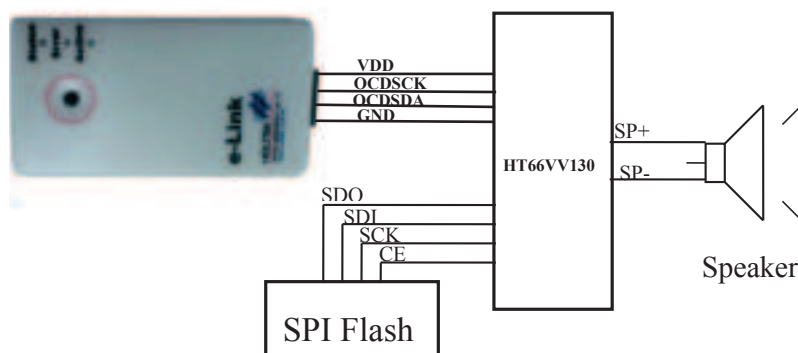 e-Link
VDD
OCDSCK
OCDSDA
GND
HT66VV130
SP+
SP-
SDO
SDI
SCK
CE
SPI Flash
Speaker